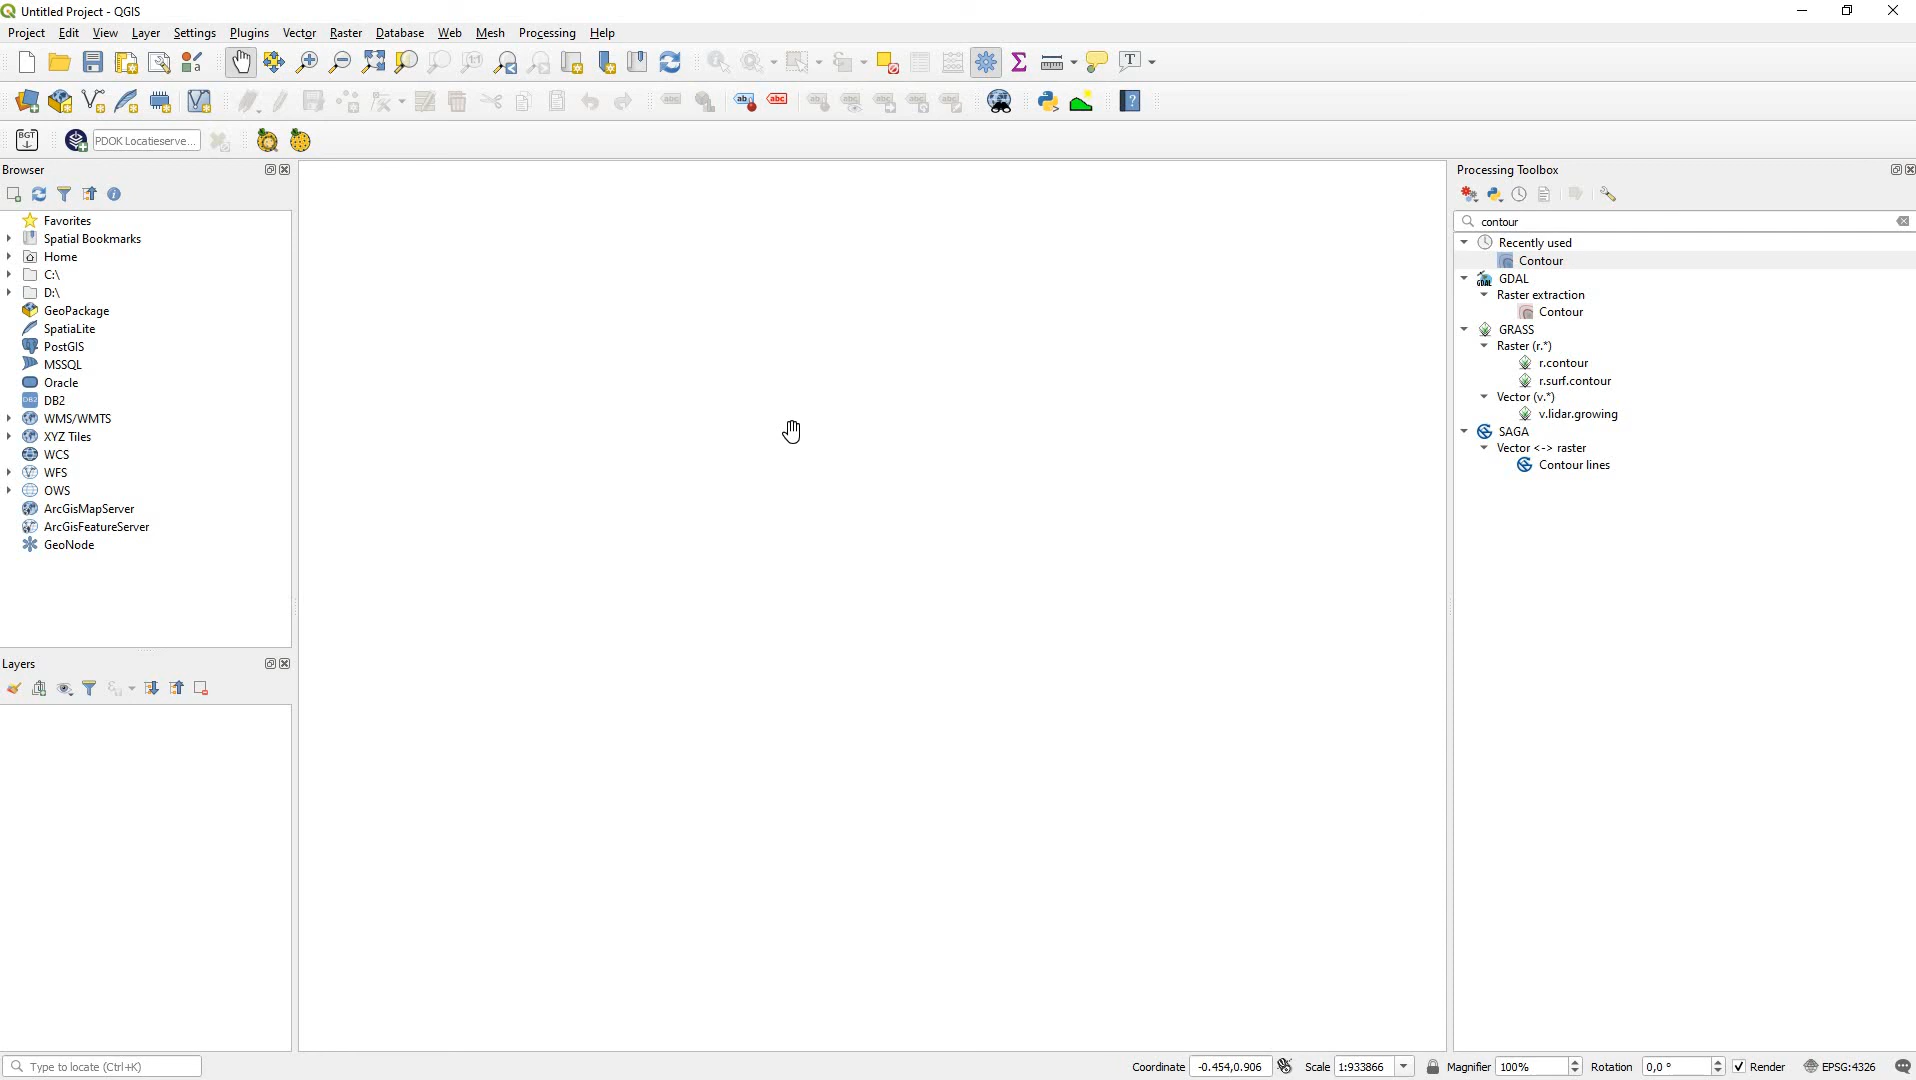 Untitled Project - QGIS
Project Edit View Layer Settings Plugins Vector Raster Database Web Mesh Processing Help
PDOK Locatieserve...
Browser
Favorites
Spatial Bookmarks
Home
C:\
D:\
GeoPackage
SpatiaLite
PostGIS
MSSQL
Oracle
DB2
WMS/WMTS
XYZ Tiles
WCS
WFS
OWS
ArcGisMapServer
ArcGisFeatureServer
GeoNode
Layers
Processing Toolbox
contour
Recently used
Contour
GDAL
Raster extraction
Contour
GRASS
Raster (r.*)
r.contour
r.surf.contour
Vector (v.*)
v.lidar.growing
SAGA
Vector <-> raster
Contour lines
Type to locate (Ctrl+K)
Coordinate -0.454,0.906 Scale 1:933866 Magnifier 100% Rotation 0,0 ° Render EPSG:4326